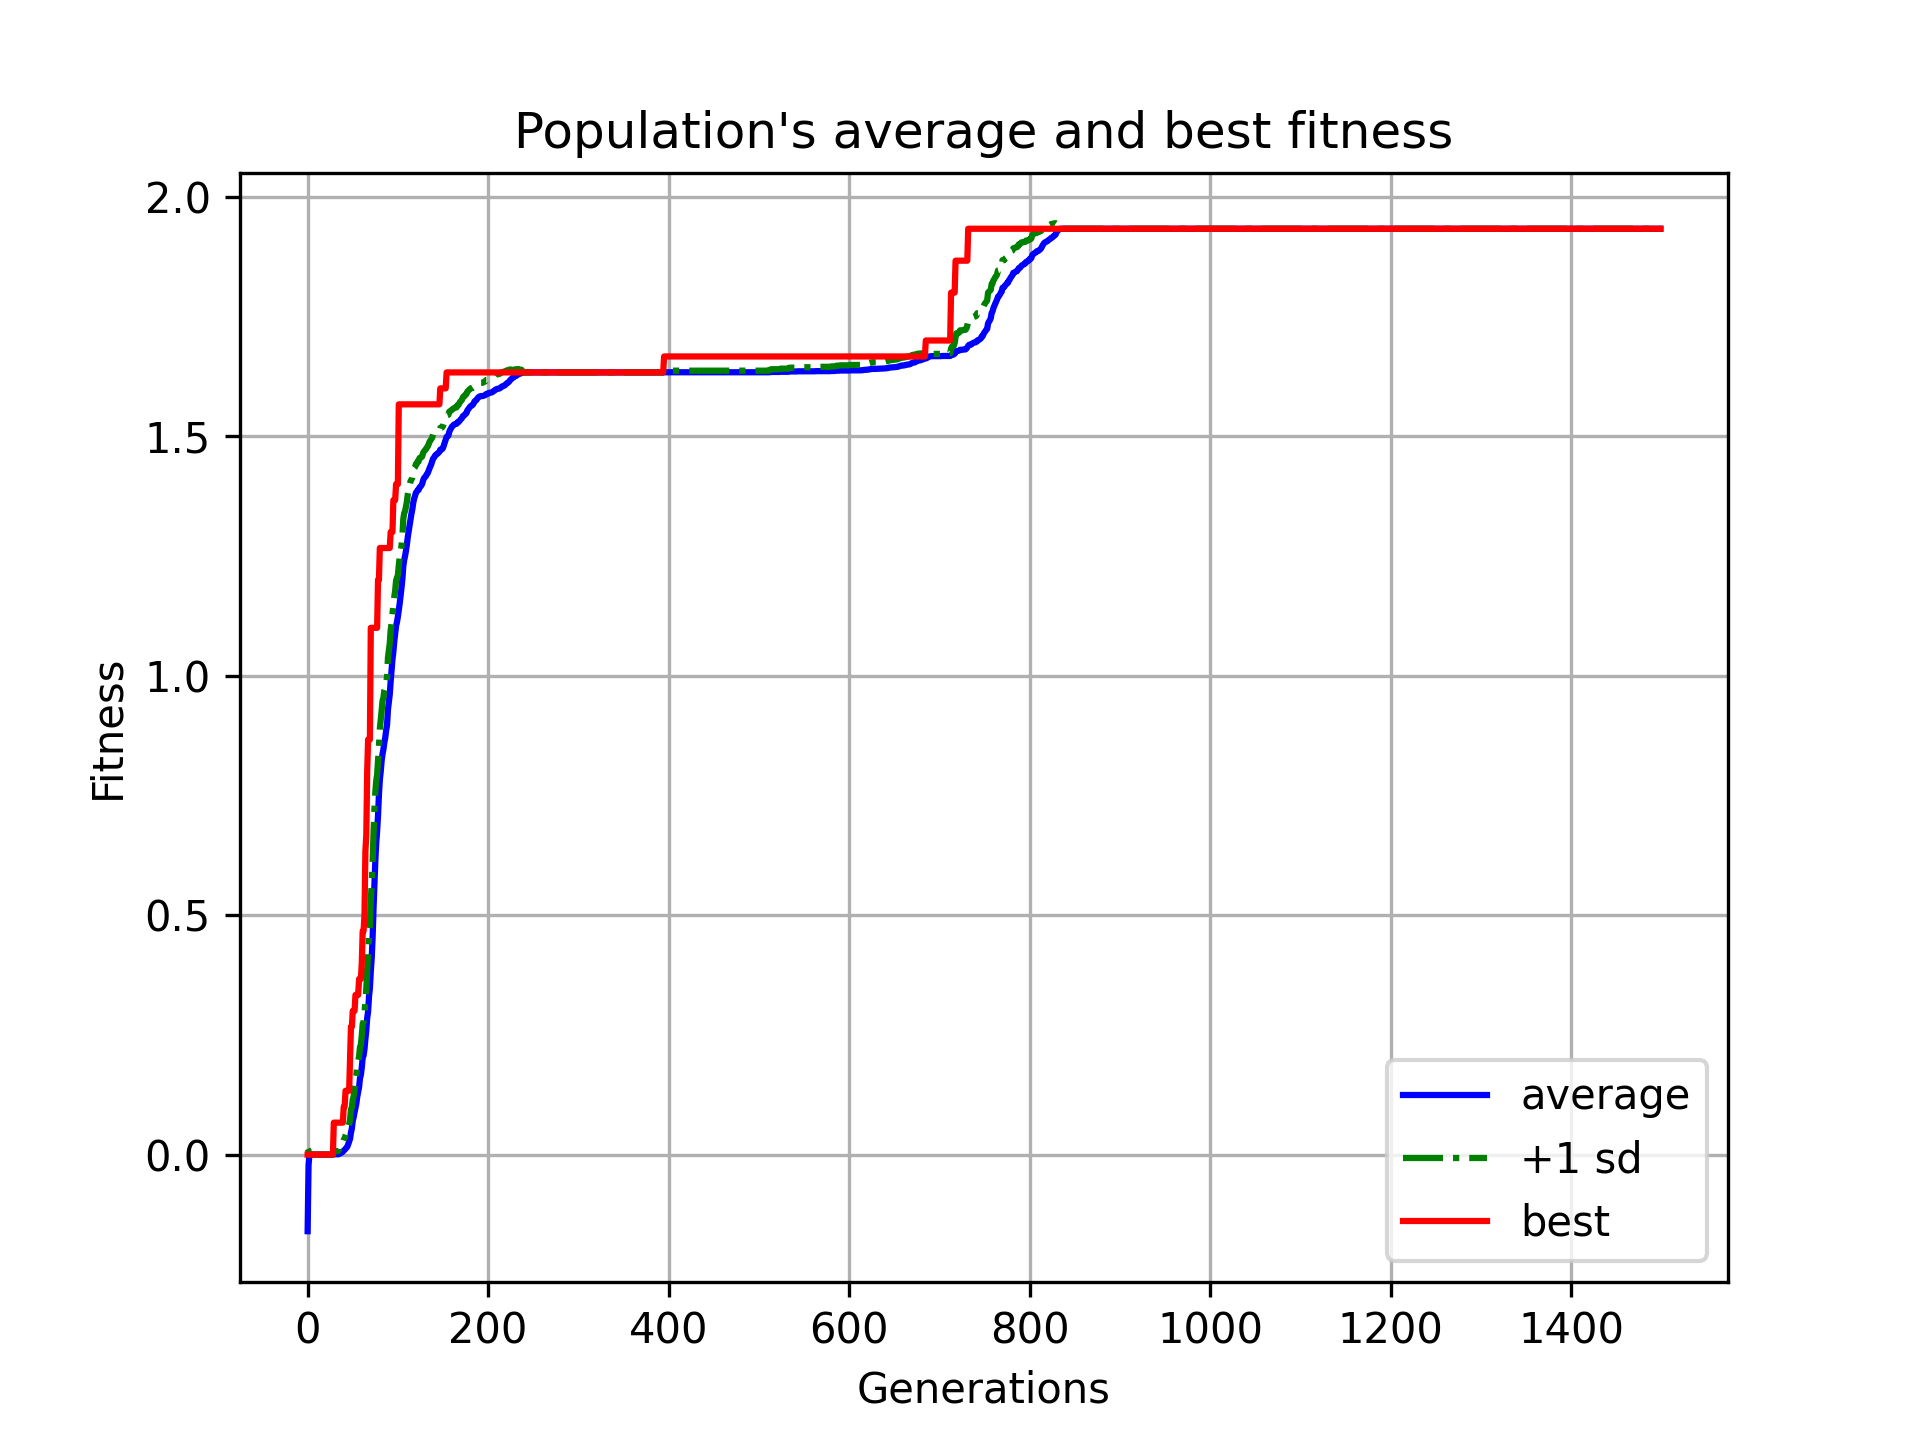 Population's average and best fitness
2.0
1.5
1.0
0.5
0.0
Fitness
0 200 400 600 800 1000 1200 1400
Generations
average
+1 sd
best